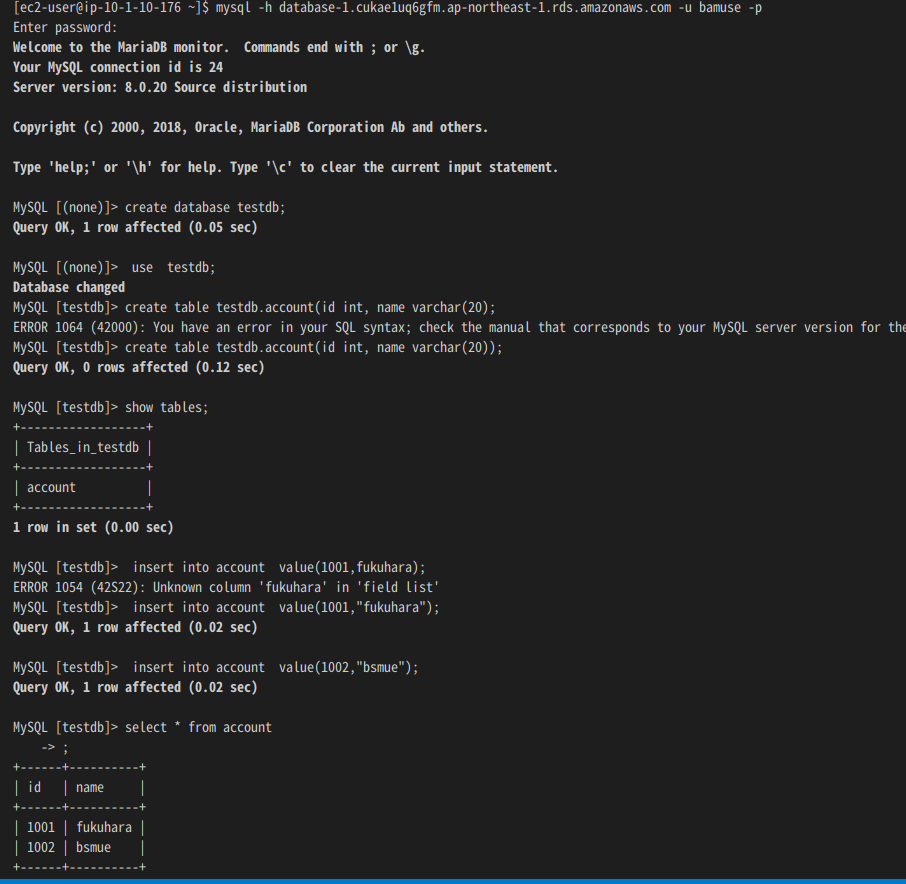 [ec2-user@ip-10-1-10-176 ~]$ mysql -h database-1.cukae1uq6gfm.ap-northeast-1.rds.amazonaws.com -u bamuse -p
Enter password:
Welcome to the MariaDB monitor.  Commands end with ; or \g.
Your MySQL connection id is 24
Server version: 8.0.20 Source distribution
Copyright (c) 2000, 2018, Oracle, MariaDB Corporation Ab and others.
Type 'help;' or '\h' for help. Type '\c' to clear the current input statement.
MySQL [(none)]> create database testdb;
Query OK, 1 row affected (0.05 sec)
MySQL [(none)]>  use  testdb;
Database changed
MySQL [testdb]> create table testdb.account(id int, name varchar(20);
ERROR 1064 (42000): You have an error in your SQL syntax; check the manual that corresponds to your MySQL server version for the
MySQL [testdb]> create table testdb.account(id int, name varchar(20));
Query OK, 0 rows affected (0.12 sec)
MySQL [testdb]> show tables;
+------------------+
| Tables_in_testdb |
+------------------+
| account          |
+------------------+
1 row in set (0.00 sec)
MySQL [testdb]>  insert into account  value(1001,fukuhara);
ERROR 1054 (42S22): Unknown column 'fukuhara' in 'field list'
MySQL [testdb]>  insert into account  value(1001,"fukuhara");
Query OK, 1 row affected (0.02 sec)
MySQL [testdb]>  insert into account  value(1002,"bsmue");
Query OK, 1 row affected (0.02 sec)
MySQL [testdb]> select * from account
    -> ;
+------+----------+
| id   | name     |
+------+----------+
| 1001 | fukuhara |
| 1002 | bsmue    |
+------+----------+